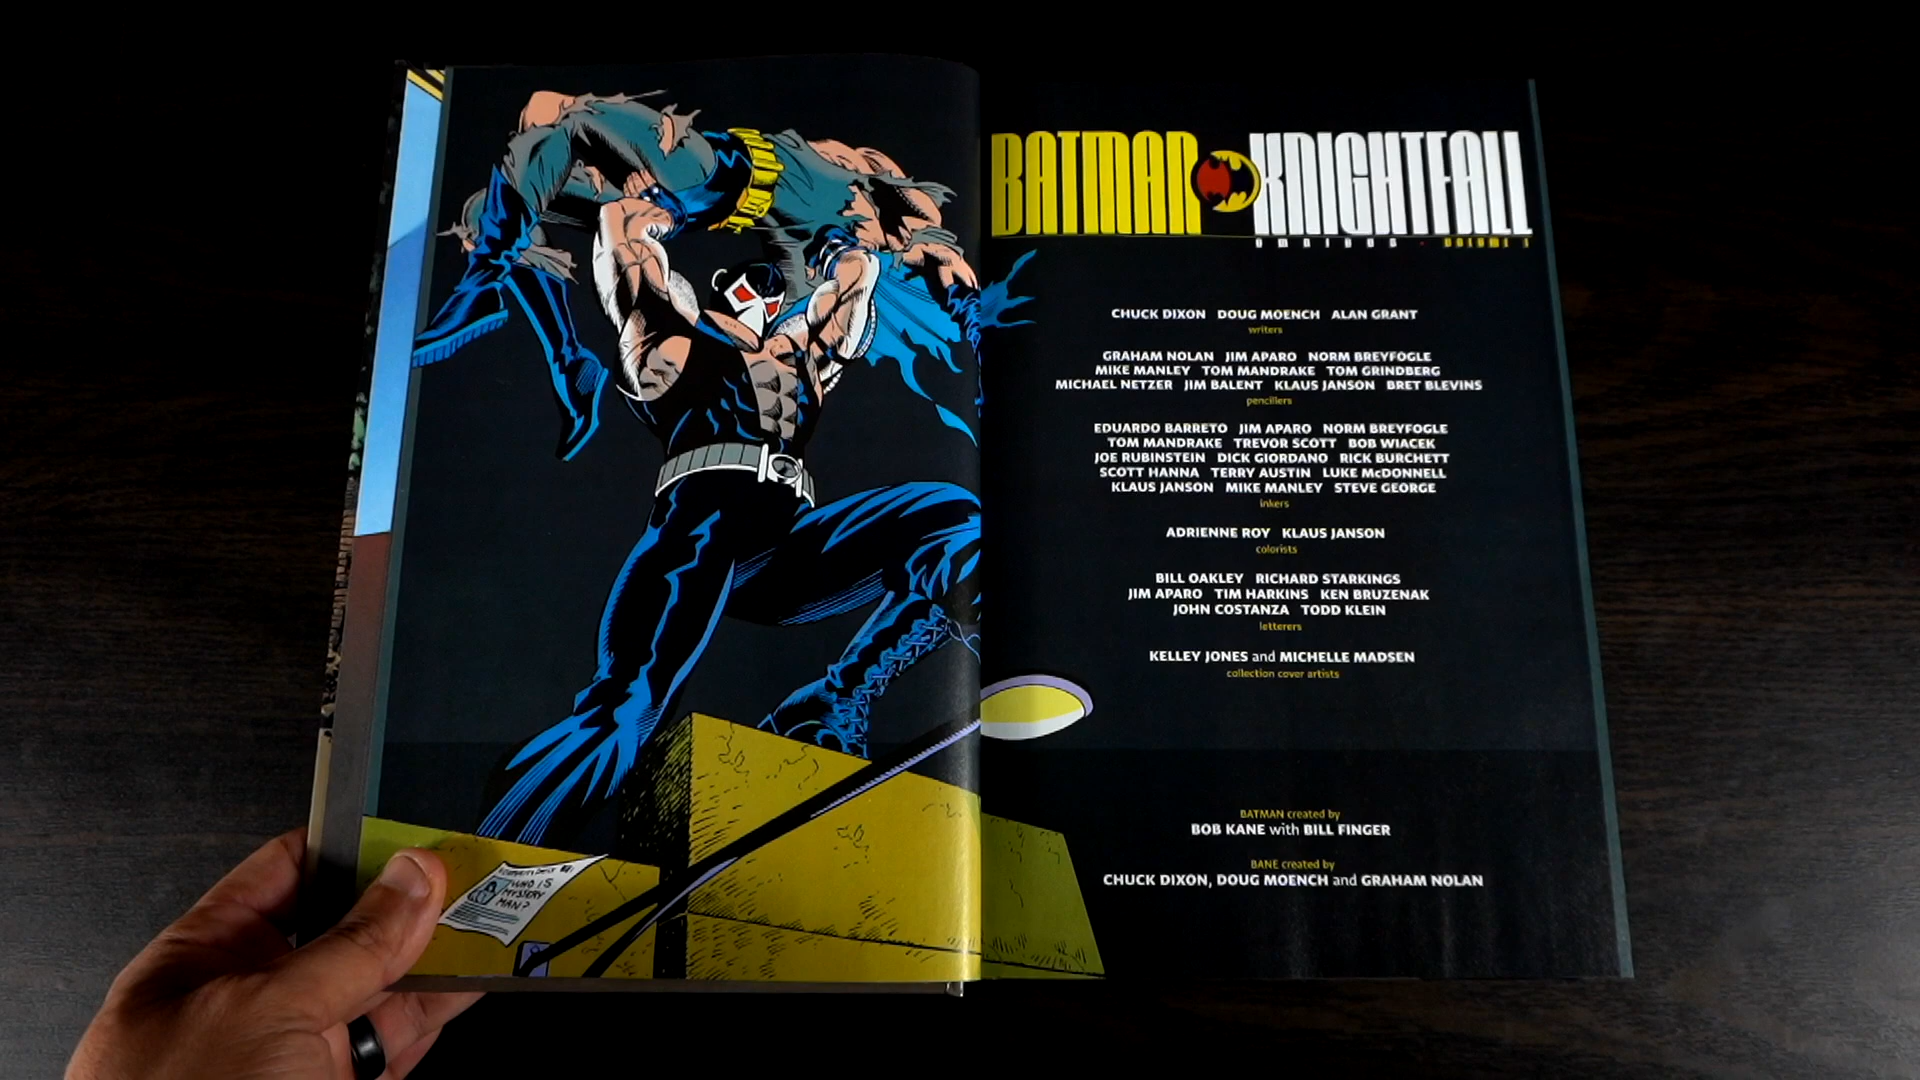 WHO IS
MYSTERY
MAN?
BATMAN KNIGHTFALL
OMNIBUS · VOLUME 1
CHUCK DIXON DOUG MOENCH ALAN GRANT
writers
GRAHAM NOLAN JIM APARO NORM BREYFOGLE
MIKE MANLEY TOM MANDRAKE TOM GRINDBERG
MICHAEL NETZER JIM BALENT KLAUS JANSON BRET BLEVINS
pencillers
EDUARDO BARRETO JIM APARO NORM BREYFOGLE
TOM MANDRAKE TREVOR SCOTT BOB WIACEK
JOE RUBINSTEIN DICK GIORDANO RICK BURCHETT
SCOTT HANNA TERRY AUSTIN LUKE McDONNELL
KLAUS JANSON MIKE MANLEY STEVE GEORGE
inkers
ADRIENNE ROY KLAUS JANSON
colorists
BILL OAKLEY RICHARD STARKINGS
JIM APARO TIM HARKINS KEN BRUZENAK
JOHN COSTANZA TODD KLEIN
letterers
KELLEY JONES and MICHELLE MADSEN
collection cover artists
BATMAN created by
BOB KANE with BILL FINGER
BANE created by
CHUCK DIXON, DOUG MOENCH and GRAHAM NOLAN